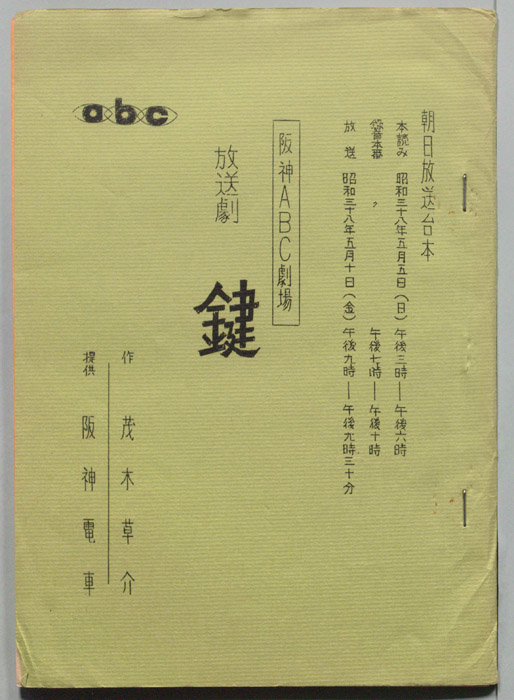 朝日放送台本
本読み 昭和三十八年五月五日(日)午後三時―午後六時
録音本番 〃 午後七時―午後十時
放送 昭和三十八年五月十日(金)午後九時―午後九時三十分
阪神ABC劇場
放送劇
鍵
abc
作 茂木草介
提供 阪神電車